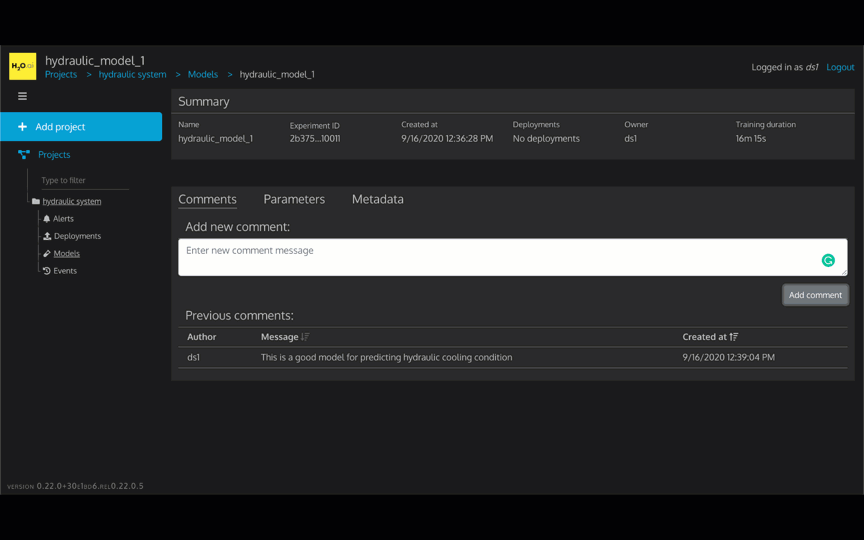 H2O.ai
hydraulic_model_1
Projects > hydraulic system > Models > hydraulic_model_1
Logged in as ds1 Logout
Add project
Projects
Type to filter
hydraulic system
Alerts
Deployments
Models
Events
Summary
Name Experiment ID Created at Deployments Owner Training duration
hydraulic_model_1 2b375...10011 9/16/2020 12:36:28 PM No deployments ds1 16m 15s
Comments Parameters Metadata
Add new comment:
Enter new comment message
Add comment
Previous comments:
Author Message Created at
ds1 This is a good model for predicting hydraulic cooling condition 9/16/2020 12:39:04 PM
VERSION 0.22.0+30E1BD6.REL0.22.0.5